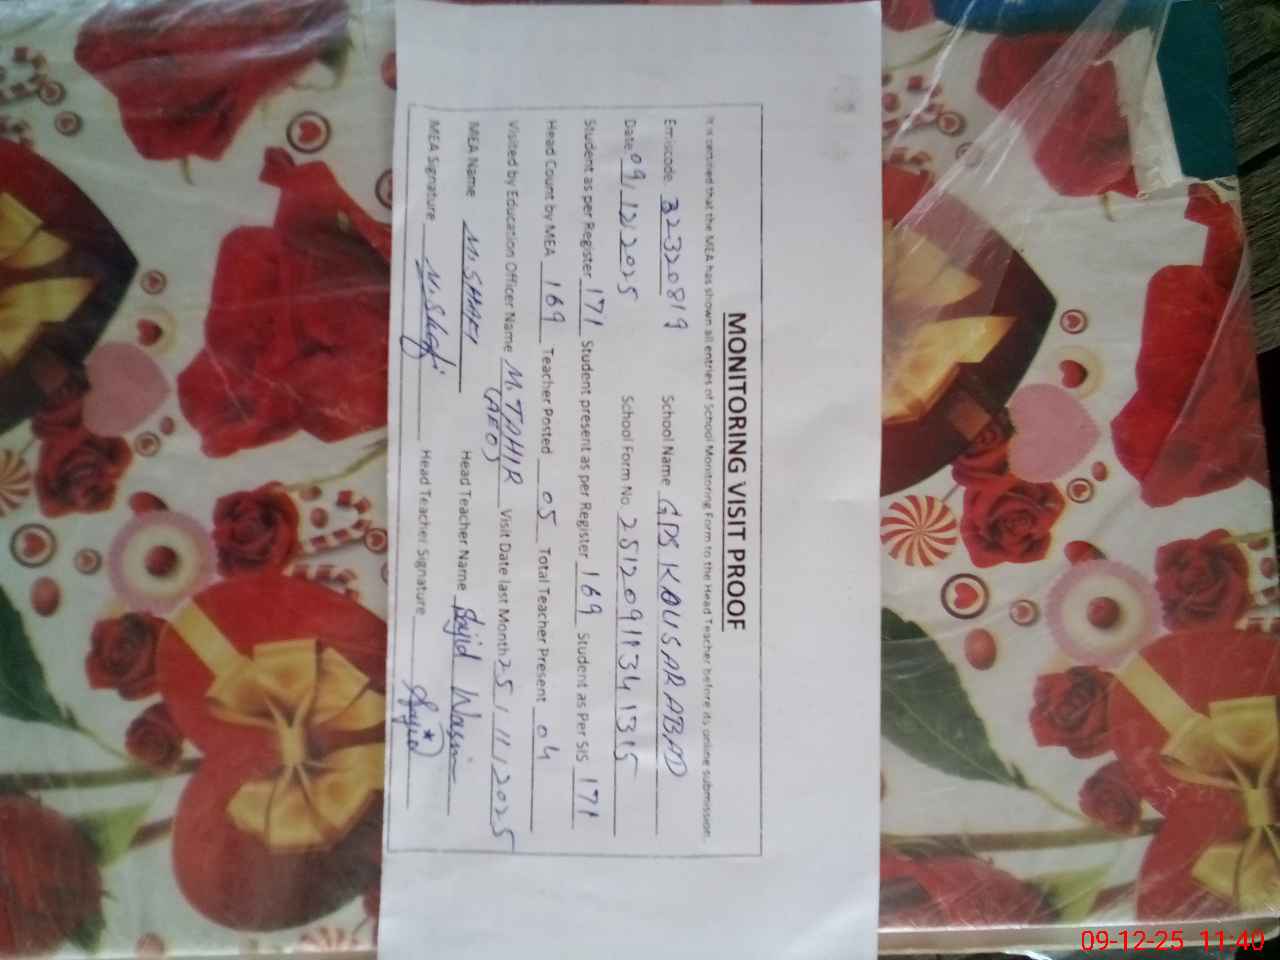 MONITORING VISIT PROOF
It is certified that the MEA has shown all entries of School Monitoring Form to the Head Teacher before its online submission.
Emiscode 32320819 School Name GPS KAUSAR ABAD
Date 09/12/2025 School Form No. 25120911341315
Student as per Register 171 Student present as per Register 169 Student as Per SIS 171
Head Count by MEA 169 Teacher Posted 05 Total Teacher Present 04
Visited by Education Officer Name M. TAHIR (AEO) Visit Date last Month 25/11/2025
MEA Name M. SHAFI Head Teacher Name Sajid Wasim
MEA Signature M. Shafi Head Teacher Signature Sajid
09-12-25 11:40